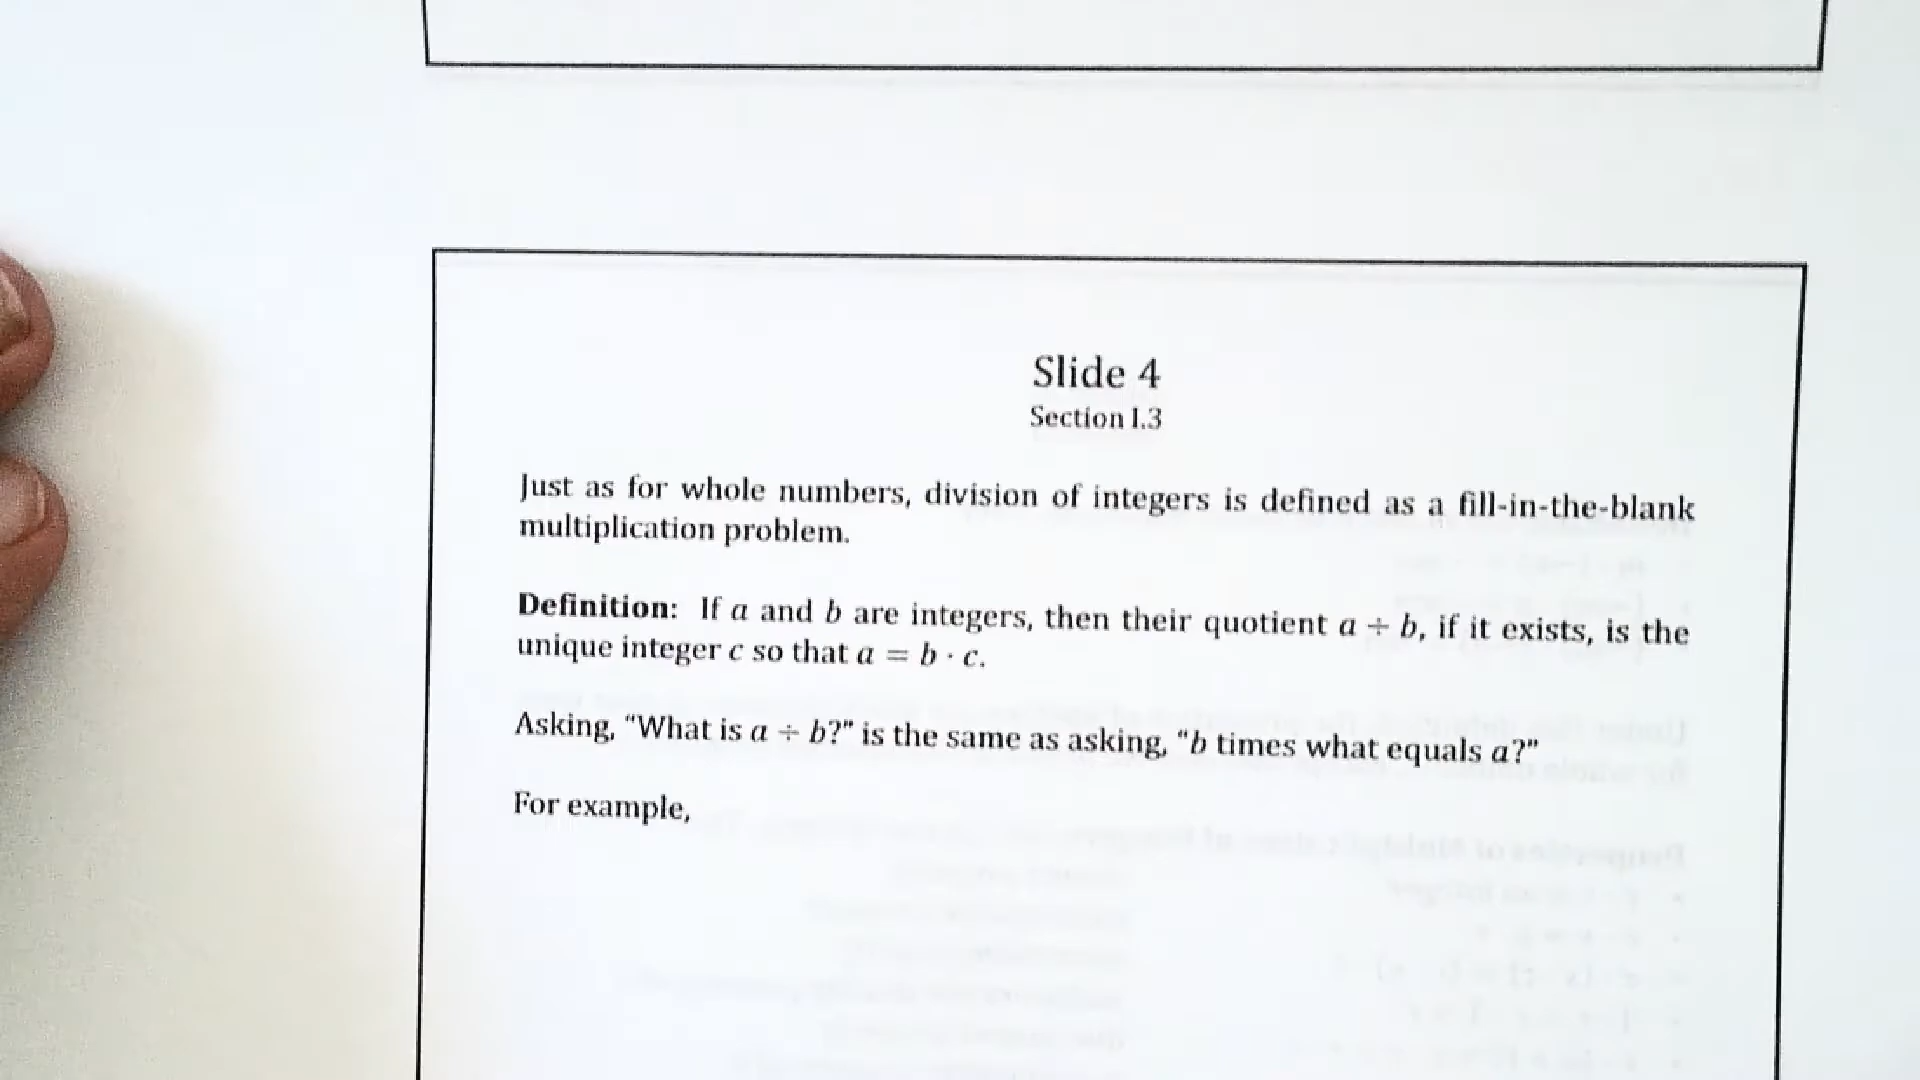 Slide 4
Section I.3
Just as for whole numbers, division of integers is defined as a fill-in-the-blank
multiplication problem.
Definition: If a and b are integers, then their quotient a ÷ b, if it exists, is the
unique integer c so that a = b · c.
Asking, “What is a ÷ b?” is the same as asking, “b times what equals a?”
For example,